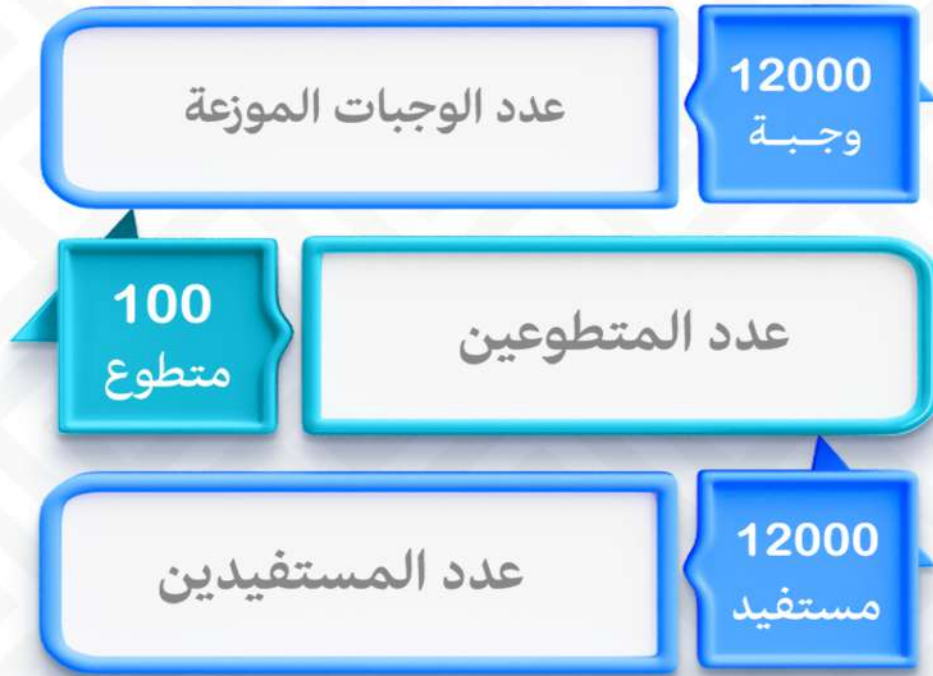 12000
وجبة
عدد الوجبات الموزعة
عدد المتطوعين
100
متطوع
12000
مستفيد
عدد المستفيدين